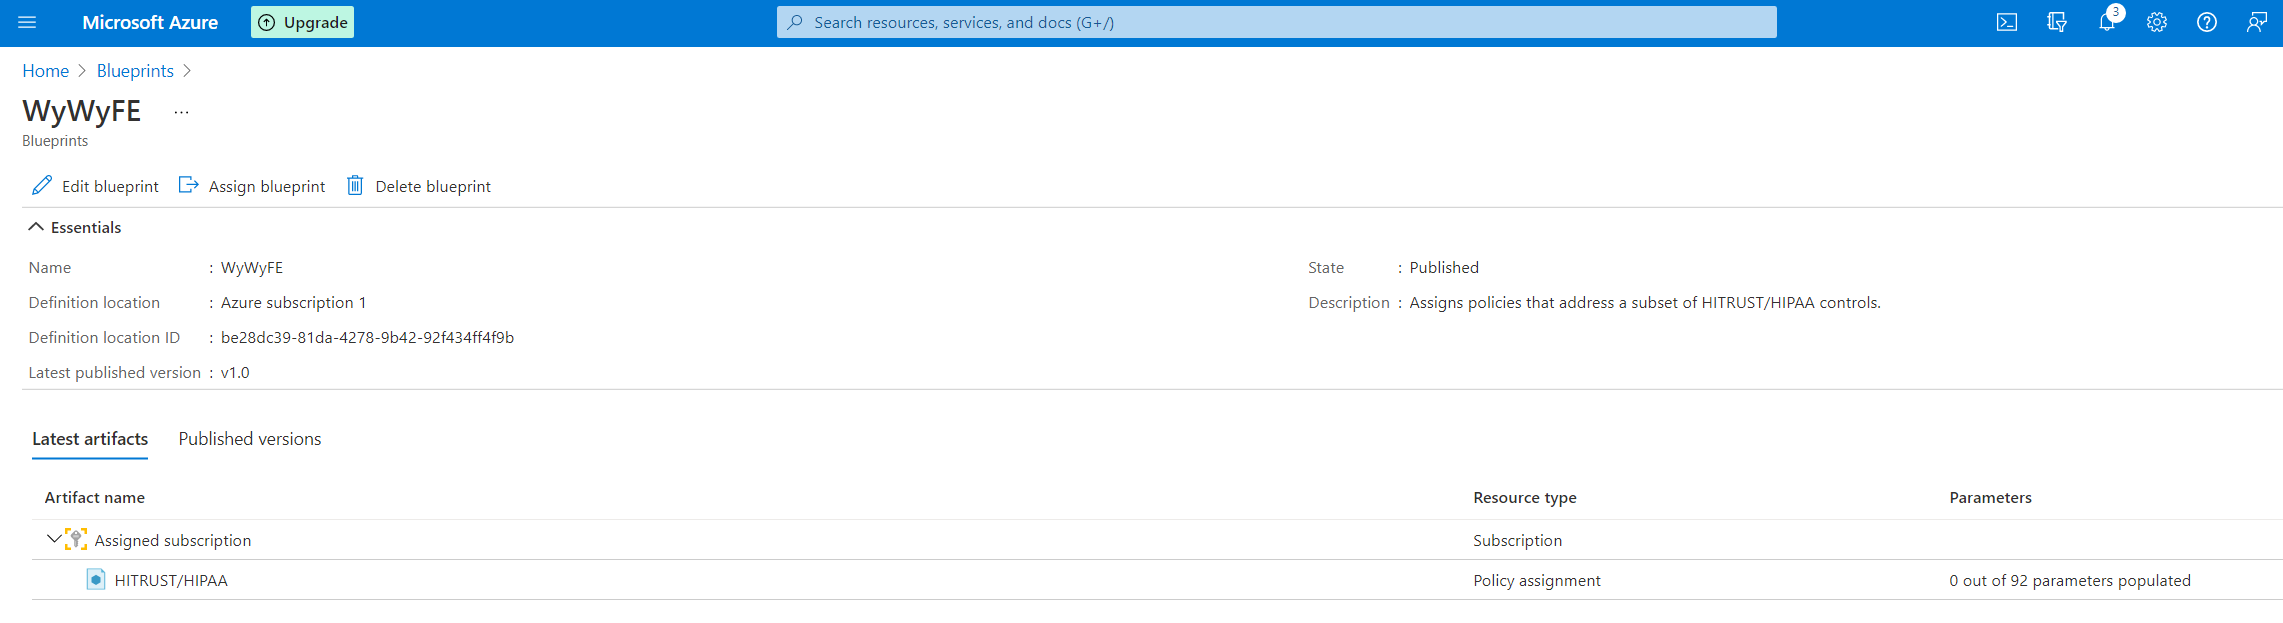 Microsoft Azure
Upgrade
Search resources, services, and docs (G+/)
3
Home > Blueprints >
WyWyFE ...
Blueprints
Edit blueprint
Assign blueprint
Delete blueprint
Essentials
Name : WyWyFE
Definition location : Azure subscription 1
Definition location ID : be28dc39-81da-4278-9b42-92f434ff4f9b
Latest published version : v1.0
State : Published
Description : Assigns policies that address a subset of HITRUST/HIPAA controls.
Latest artifacts
Published versions
Artifact name Resource type Parameters
Assigned subscription Subscription
HITRUST/HIPAA Policy assignment 0 out of 92 parameters populated